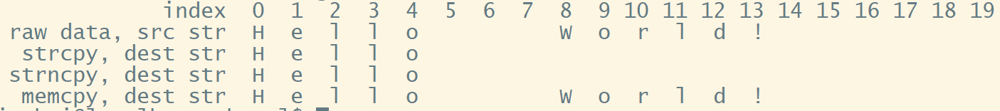 index 0 1 2 3 4 5 6 7 8 9 10 11 12 13 14 15 16 17 18 19
raw data, src str H e l l o W o r l d !
strcpy, dest str H e l l o
strncpy, dest str H e l l o
memcpy, dest str H e l l o W o r l d !